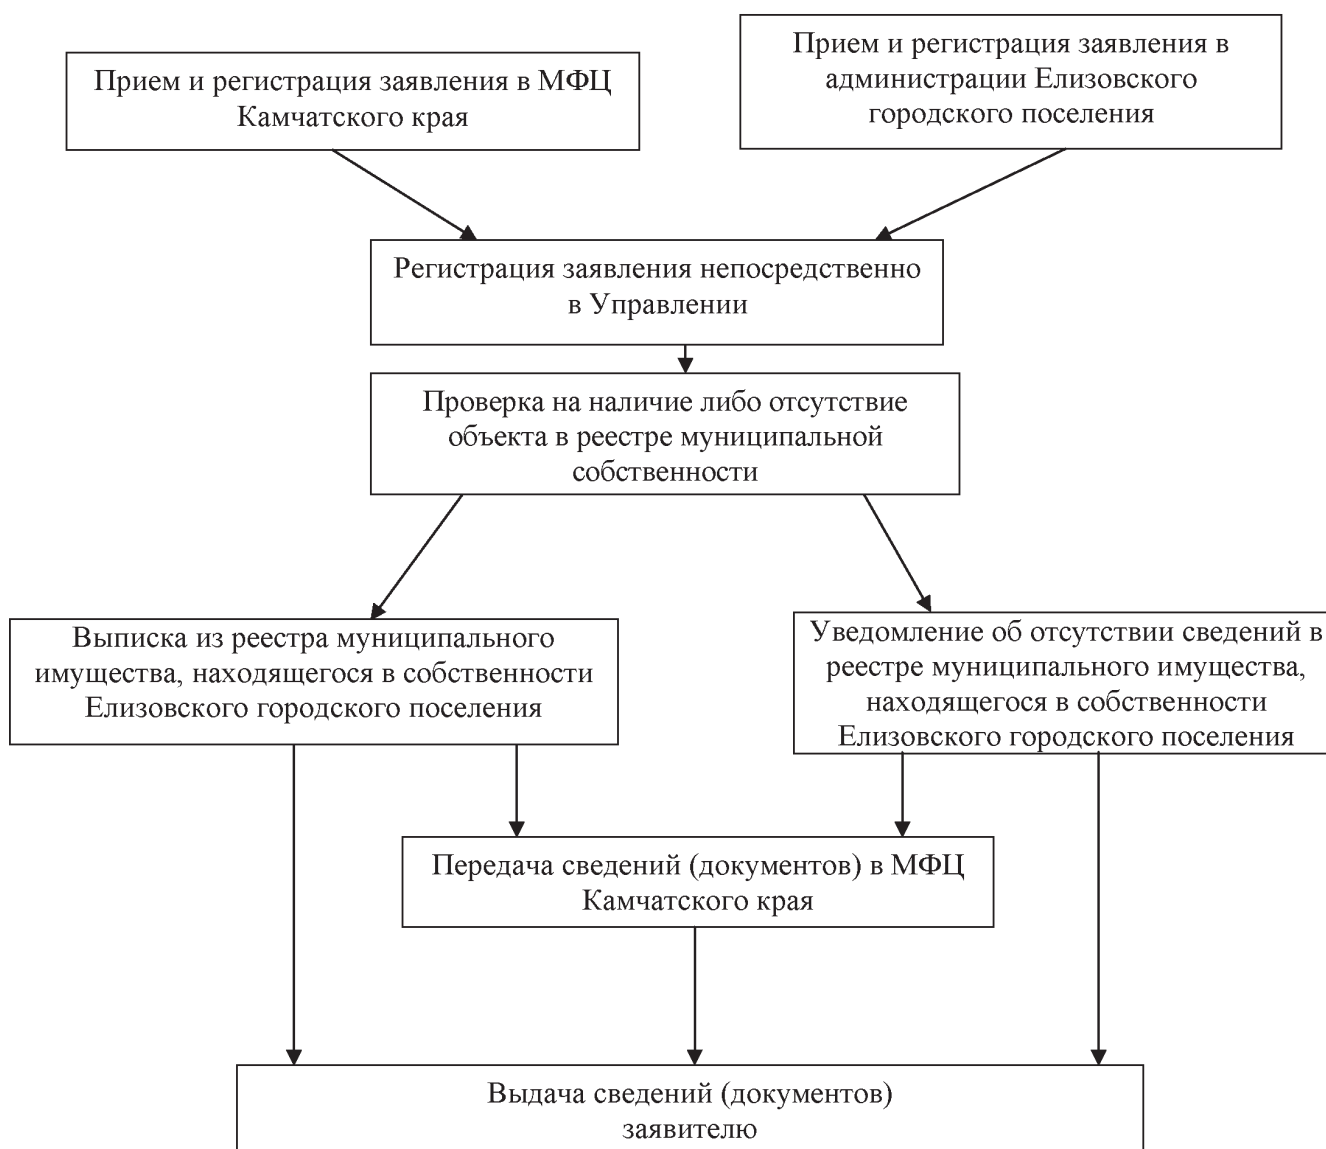 Прием и регистрация заявления в МФЦ
Камчатского края
Прием и регистрация заявления в
администрации Елизовского
городского поселения
Регистрация заявления непосредственно
в Управлении
Проверка на наличие либо отсутствие
объекта в реестре муниципальной
собственности
Выписка из реестра муниципального
имущества, находящегося в собственности
Елизовского городского поселения
Уведомление об отсутствии сведений в
реестре муниципального имущества,
находящегося в собственности
Елизовского городского поселения
Передача сведений (документов) в МФЦ
Камчатского края
Выдача сведений (документов)
заявителю